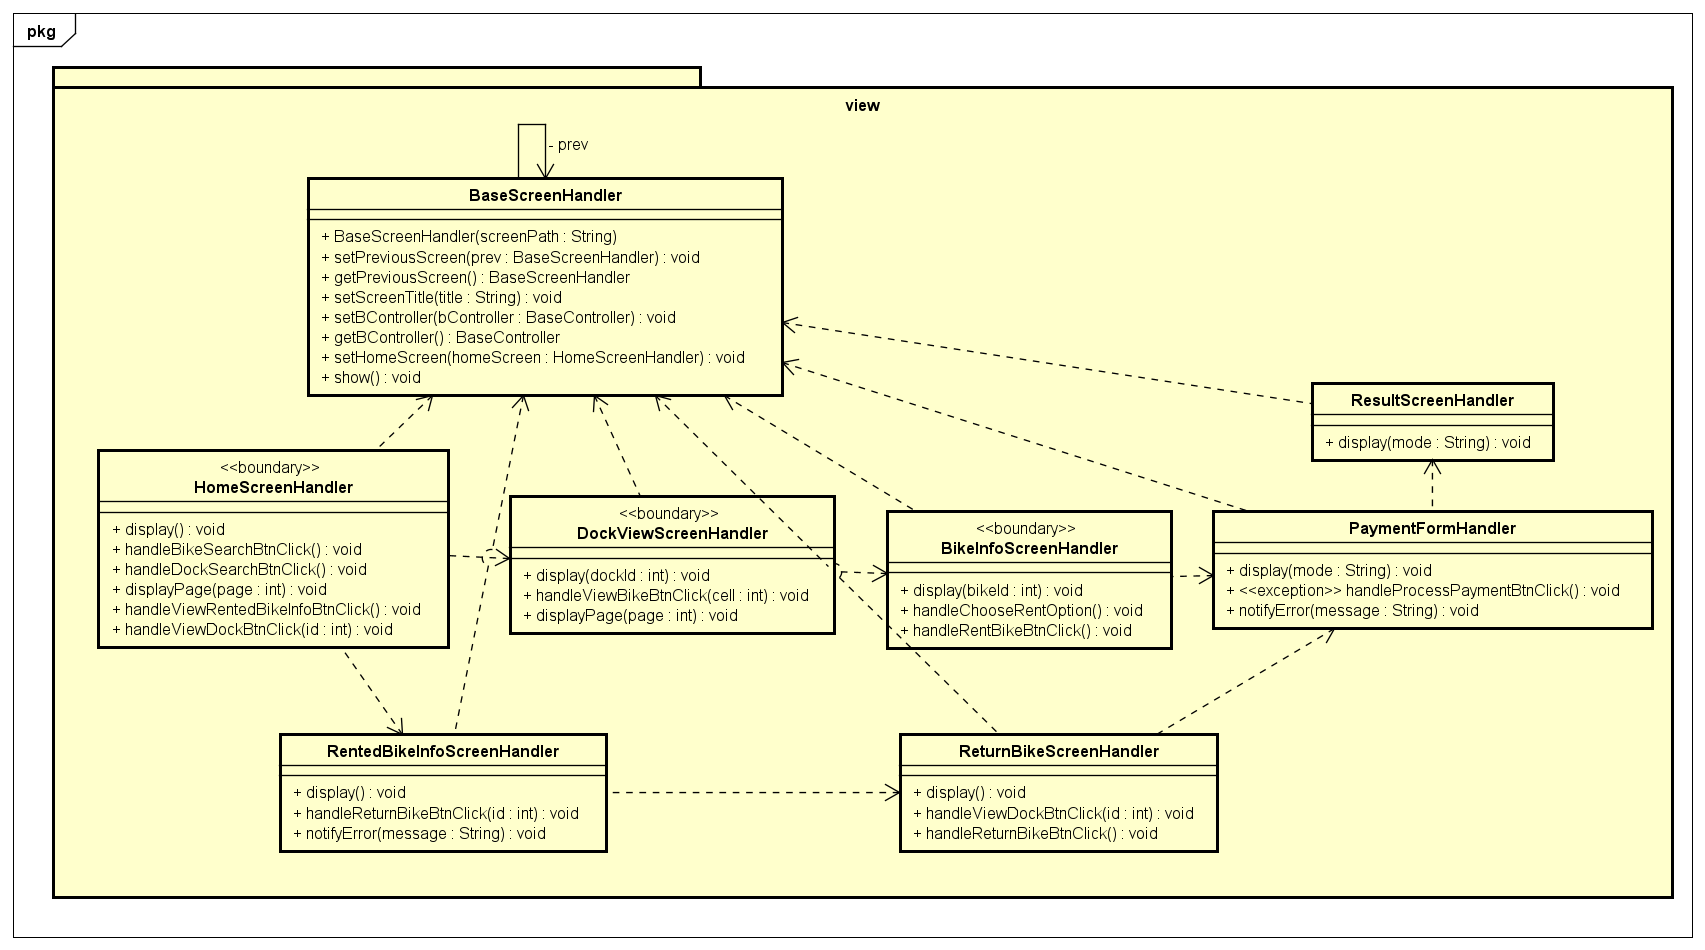 pkg
view
- prev
BaseScreenHandler
+ BaseScreenHandler(screenPath : String)
+ setPreviousScreen(prev : BaseScreenHandler) : void
+ getPreviousScreen() : BaseScreenHandler
+ setScreenTitle(title : String) : void
+ setBController(bController : BaseController) : void
+ getBController() : BaseController
+ setHomeScreen(homeScreen : HomeScreenHandler) : void
+ show() : void
ResultScreenHandler
+ display(mode : String) : void
<<boundary>>
HomeScreenHandler
+ display() : void
+ handleBikeSearchBtnClick() : void
+ handleDockSearchBtnClick() : void
+ displayPage(page : int) : void
+ handleViewRentedBikeInfoBtnClick() : void
+ handleViewDockBtnClick(id : int) : void
<<boundary>>
DockViewScreenHandler
+ display(dockId : int) : void
+ handleViewBikeBtnClick(cell : int) : void
+ displayPage(page : int) : void
<<boundary>>
BikeInfoScreenHandler
+ display(bikeId : int) : void
+ handleChooseRentOption() : void
+ handleRentBikeBtnClick() : void
PaymentFormHandler
+ display(mode : String) : void
+ <<exception>> handleProcessPaymentBtnClick() : void
+ notifyError(message : String) : void
RentedBikeInfoScreenHandler
+ display() : void
+ handleReturnBikeBtnClick(id : int) : void
+ notifyError(message : String) : void
ReturnBikeScreenHandler
+ display() : void
+ handleViewDockBtnClick(id : int) : void
+ handleReturnBikeBtnClick() : void